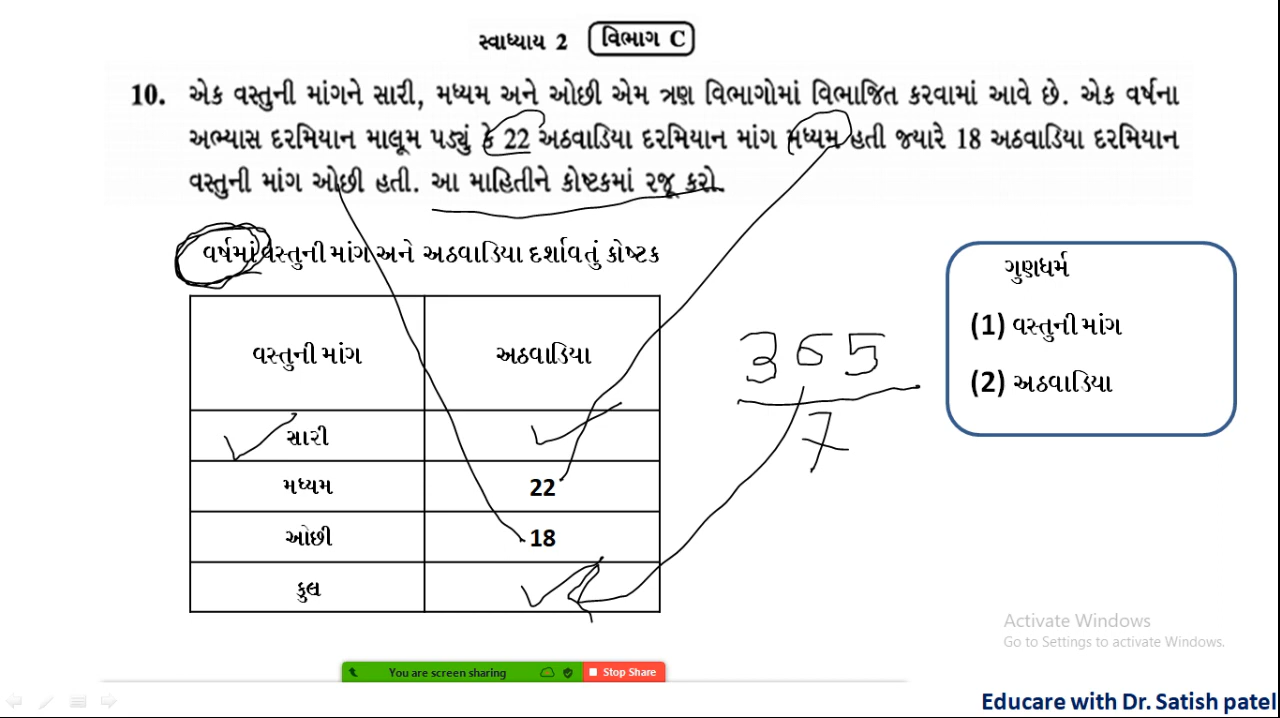 સ્વાધ્યાય 2 વિભાગ C
10. એક વસ્તુની માંગને સારી, મધ્યમ અને ઓછી એમ ત્રણ વિભાગોમાં વિભાજિત કરવામાં આવે છે. એક વર્ષના
અભ્યાસ દરમિયાન માલૂમ પડ્યું કે 22 અઠવાડિયા દરમિયાન માંગ મધ્યમ હતી જ્યારે 18 અઠવાડિયા દરમિયાન
વસ્તુની માંગ ઓછી હતી. આ માહિતીને કોષ્ટકમાં રજૂ કરો.
વર્ષમાં વસ્તુની માંગ અને અઠવાડિયા દર્શાવતું કોષ્ટક
વસ્તુની માંગ અઠવાડિયા
સારી
મધ્યમ 22
ઓછી 18
કુલ
365
7
ગુણધર્મ
(1) વસ્તુની માંગ
(2) અઠવાડિયા
Activate Windows
Go to Settings to activate Windows.
You are screen sharing Stop Share
Educare with Dr. Satish patel